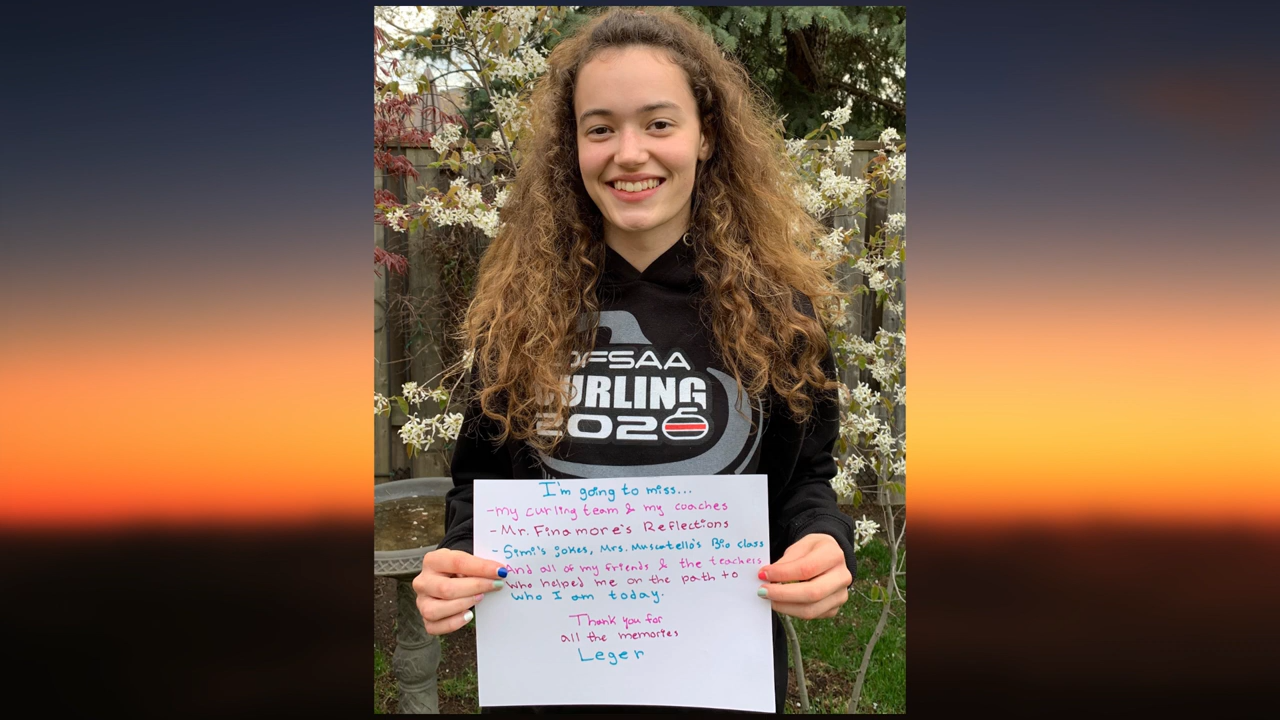 OFSAA
CURLING
2020
I'm going to miss...
- my curling team & my coaches
- Mr. Finamore's Reflections
- Simi's jokes, Mrs. Muscatello's Bio class
And all of my friends & the teachers
who helped me on the path to
who I am today.
Thank you for
all the memories
Leger